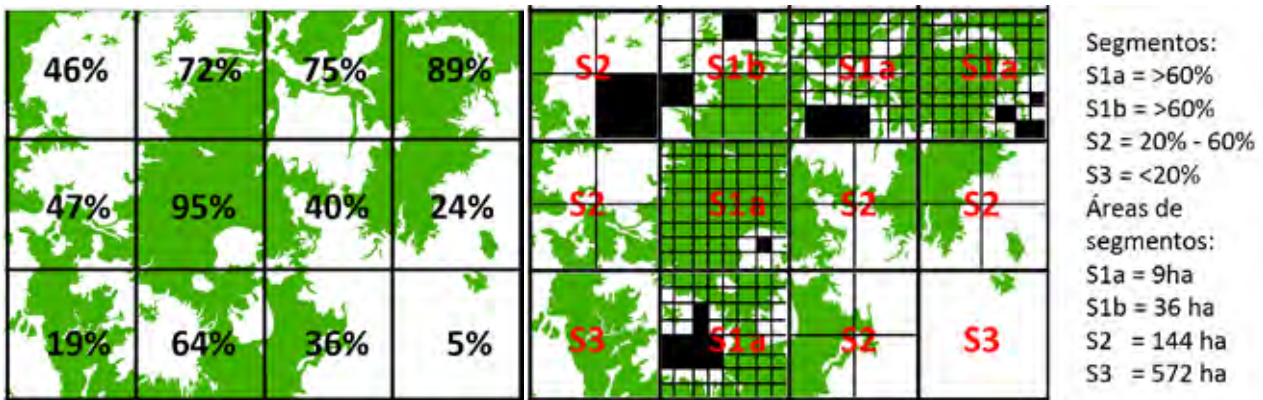 46% 72% 75% 89%
47% 95% 40% 24%
19% 64% 36% 5%
S2 S1b S1a S1a
S2 S1a S2 S2
S3 S1a S2 S3
Segmentos:
S1a = >60%
S1b = >60%
S2 = 20% - 60%
S3 = <20%
Áreas de
segmentos:
S1a = 9ha
S1b = 36 ha
S2 = 144 ha
S3 = 572 ha